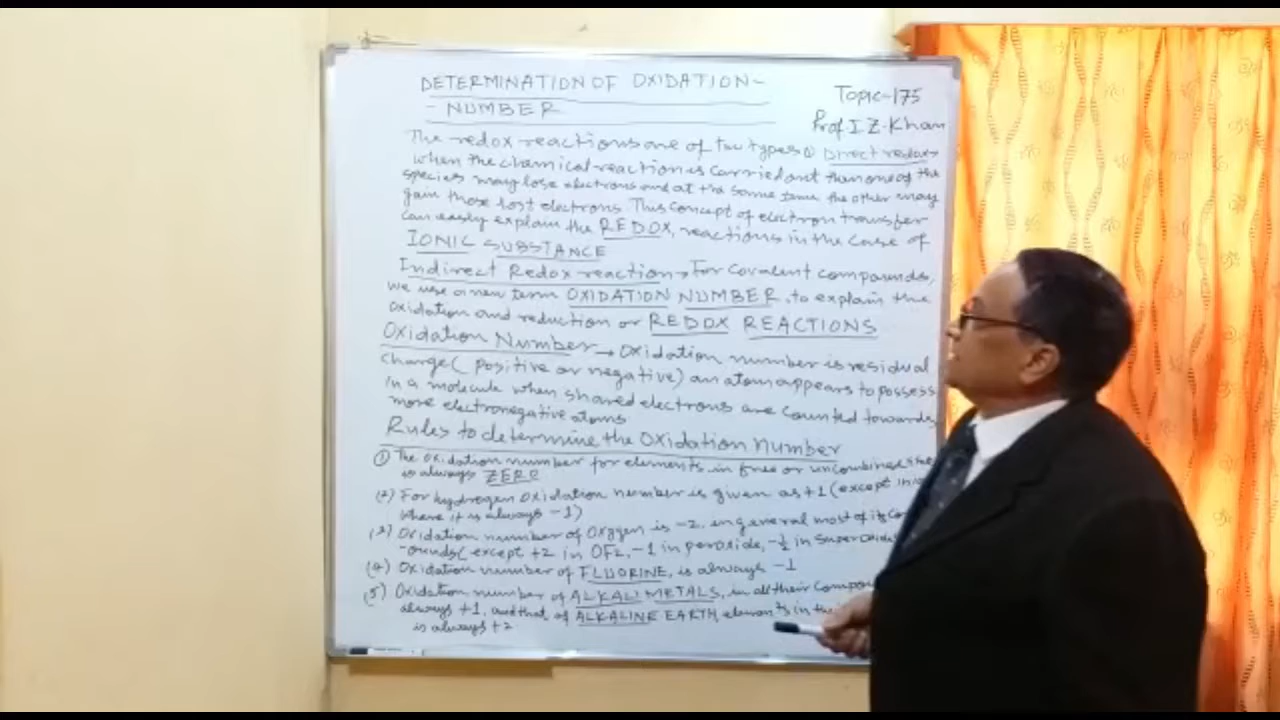 DETERMINATION OF OXIDATION-
- NUMBER
Topic-175
Prof I.Z. Khan
The redox reactions are of two types ① Direct redox→
when the chemical reaction is carried out than one of the
species may lose electrons and at the same time the other may
gain those lost electrons. This concept of electron transfer
can easily explain the REDOX, reactions in the case of
IONIC SUBSTANCE
Indirect Redox reaction→ For covalent compounds,
we use a new term OXIDATION NUMBER, to explain the
oxidation and reduction or REDOX REACTIONS
Oxidation Number → Oxidation number is residual
charge( positive or negative) an atom appears to possess
in a molecule when shared electrons are counted towards
more electronegative atoms
Rules to determine the Oxidation number
① The oxidation number for elements in free or uncombined
is always ZERO
(2) For hydrogen oxidation number is given as +1 (except in
where it is always -1)
(3) Oxidation number of Oxygen is -2, in general most of its
-ounds( except +2 in OF2, -1 in peroxide, -½ in superoxide
(4) Oxidation number of FLUORINE, is always -1
(5) Oxidation number of ALKALI METALS, in all their compo
always +1, and that of ALKALINE EARTH elements in
is always +2